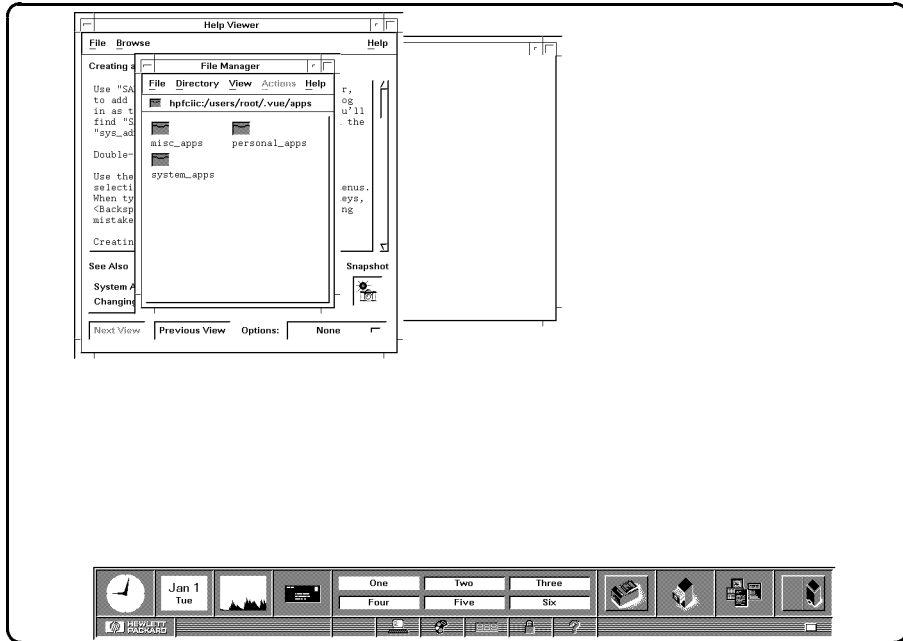 Help Viewer
File Browse Help
Creating a
Use "SA
to add
in as t
find "S
"sys_ad
r,
og
u'll
the
Double-
Use the
selecti
When ty
<Backsp
mistake
enus.
eys,
ng
Creatin
See Also
System A
Changing
Snapshot
Next View Previous View Options: None
File Manager
File Directory View Actions Help
hpfciic:/users/root/.vue/apps
misc_apps personal_apps
system_apps
Jan 1
Tue
One Two Three
Four Five Six
hp HEWLETT
PACKARD